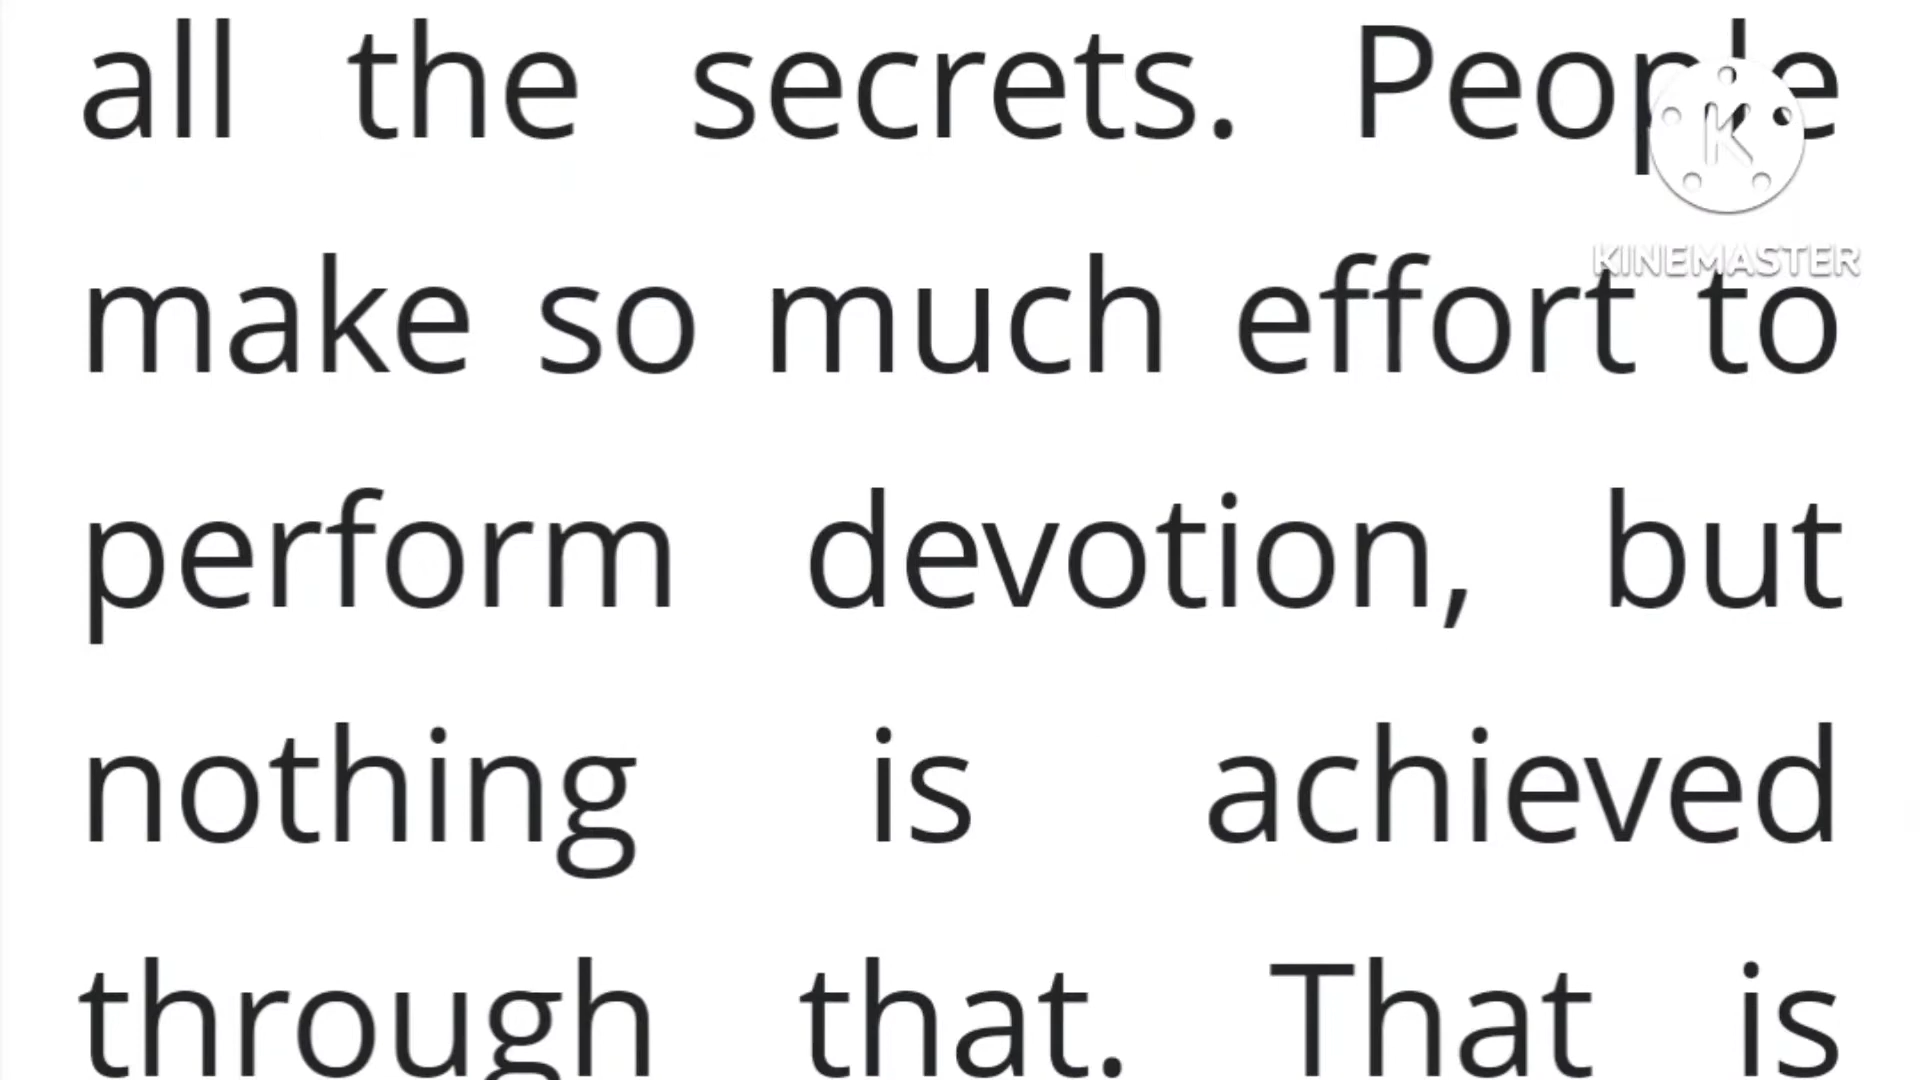 all the secrets. People
KINEMASTER
make so much effort to
perform devotion, but
nothing is achieved
through that. That is